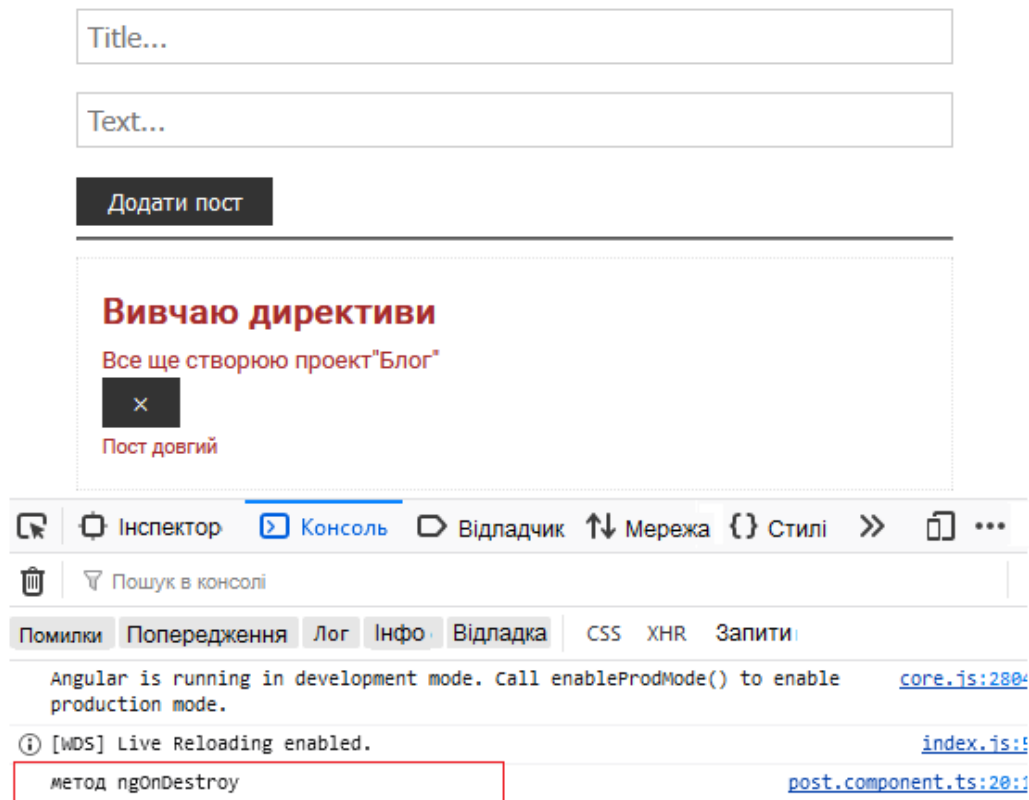 Title...
Text...
Додати пост
Вивчаю директиви
Все ще створюю проект"Блог"
×
Пост довгий
Інспектор Консоль Відладчик Мережа {} Стилі
Пошук в консолі
Помилки Попередження Лог Інфо Відладка CSS XHR Запити
Angular is running in development mode. Call enableProdMode() to enable core.js:2804
production mode.
[WDS] Live Reloading enabled. index.js:
метод ngOnDestroy post.component.ts:20: